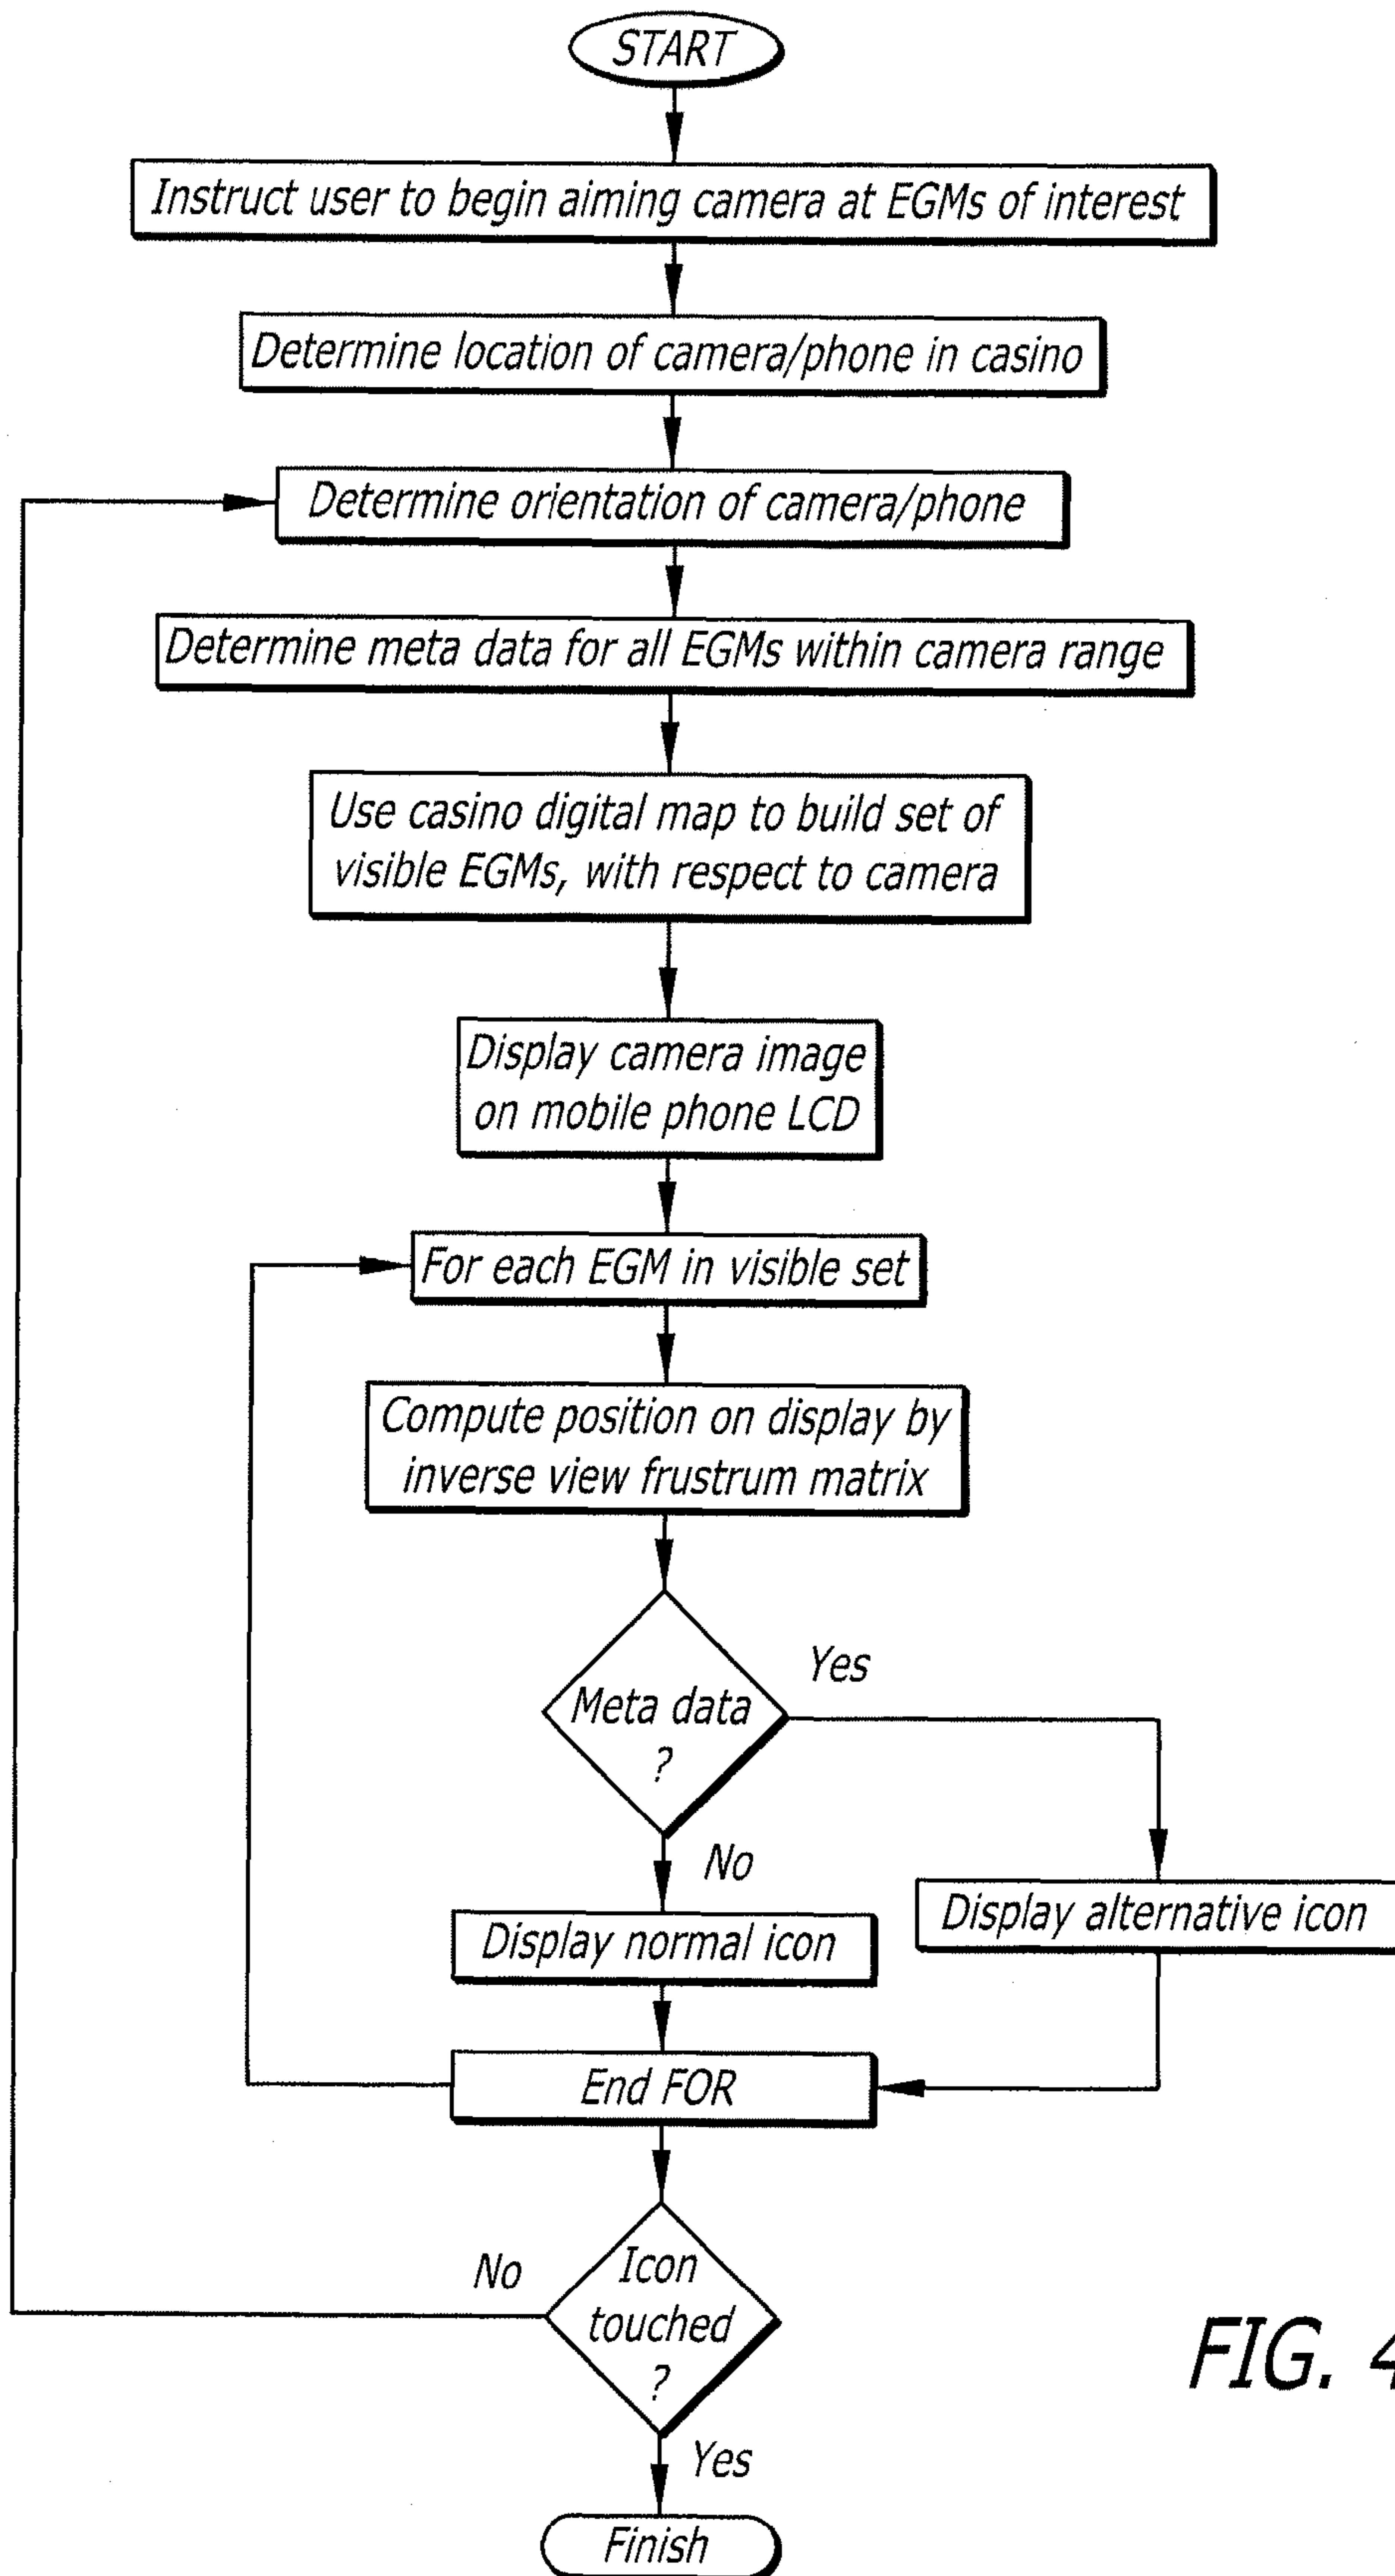 START
Instruct user to begin aiming camera at EGMs of interest
Determine location of camera/phone in casino
Determine orientation of camera/phone
Determine meta data for all EGMs within camera range
Use casino digital map to build set of
visible EGMs, with respect to camera
Display camera image
on mobile phone LCD
For each EGM in visible set
Compute position on display by
inverse view frustrum matrix
Yes
Meta data
?
No
Display alternative icon
Display normal icon
End FOR
No
Icon
touched
?
FIG. 4
Yes
Finish